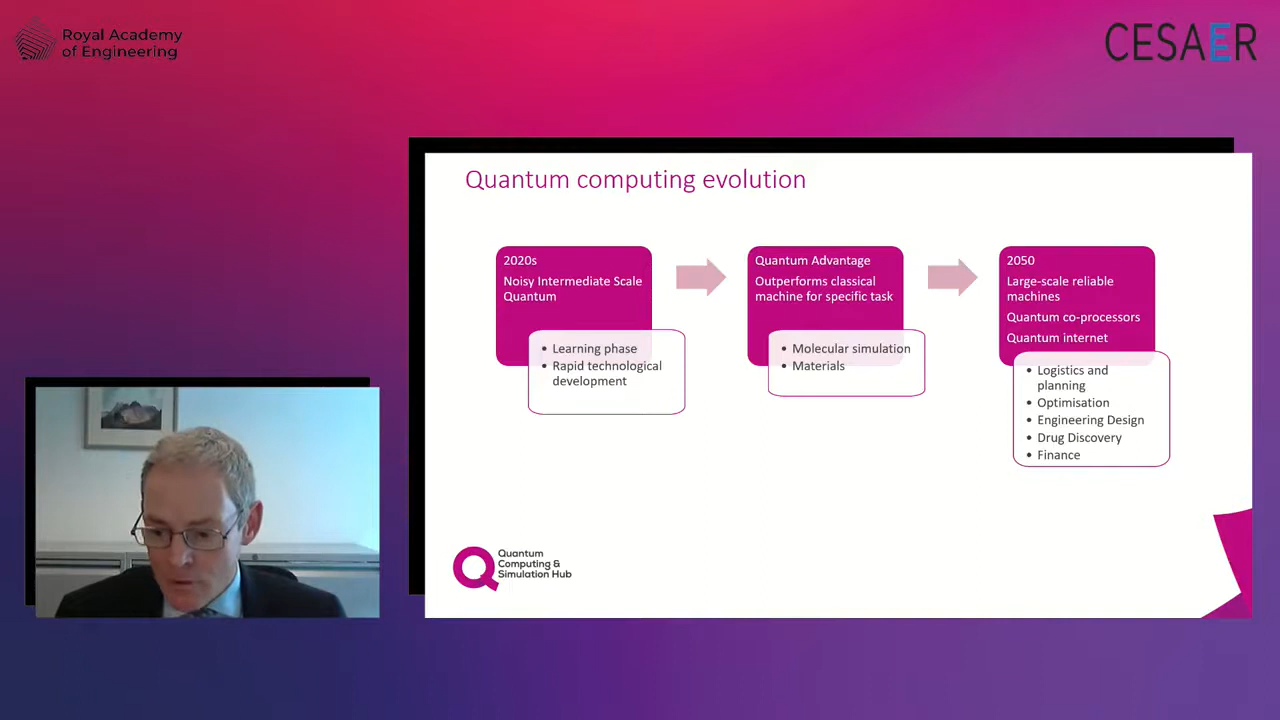 Royal Academy
of Engineering
CESAER
Quantum computing evolution
2020s
Noisy Intermediate Scale
Quantum
• Learning phase
• Rapid technological
development
Quantum Advantage
Outperforms classical
machine for specific task
• Molecular simulation
• Materials
2050
Large-scale reliable
machines
Quantum co-processors
Quantum internet
• Logistics and
planning
• Optimisation
• Engineering Design
• Drug Discovery
• Finance
Quantum
Computing &
Simulation Hub